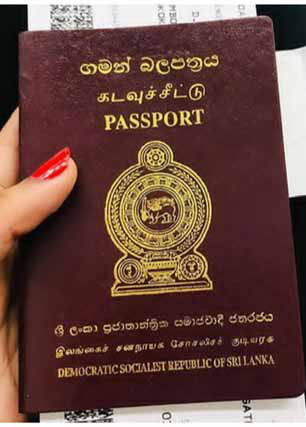 ගමන් බලපත්‍රය
கடவுச்சீட்டு
PASSPORT
ශ්‍රී ලංකා ප්‍රජාතාන්ත්‍රික සමාජවාදී ජනරජය
இலங்கைச் சனநாயக சோசலிசக் குடியரசு
DEMOCRATIC SOCIALIST REPUBLIC OF SRI LANKA